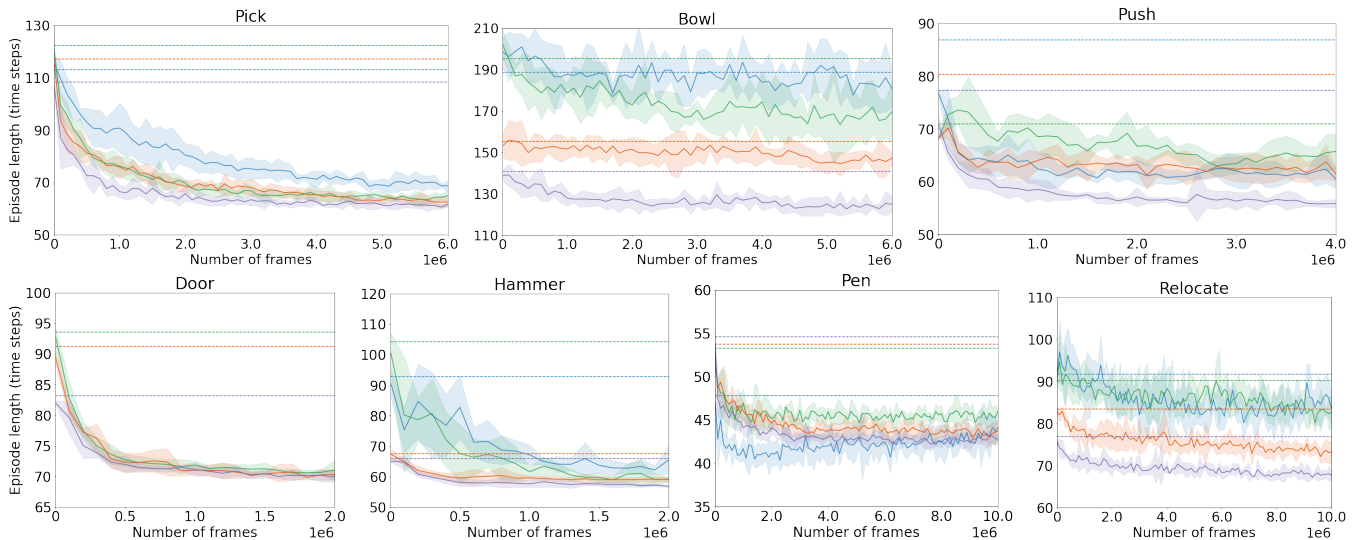 Pick
Episode length (time steps)
130
110
90
70
50
0 1.0 2.0 3.0 4.0 5.0 6.0
Number of frames 1e6
Bowl
210
190
170
150
130
110
0 1.0 2.0 3.0 4.0 5.0 6.0
Number of frames 1e6
Push
90
80
70
60
50
0 1.0 2.0 3.0 4.0
Number of frames 1e6
Door
Episode length (time steps)
100
95
90
85
80
75
70
65
0 0.5 1.0 1.5 2.0
Number of frames 1e6
Hammer
120
110
100
90
80
70
60
50
0 0.5 1.0 1.5 2.0
Number of frames 1e6
Pen
60
55
50
45
40
35
0 2.0 4.0 6.0 8.0 10.0
Number of frames 1e6
Relocate
110
100
90
80
70
60
0 2.0 4.0 6.0 8.0 10.0
Number of frames 1e6